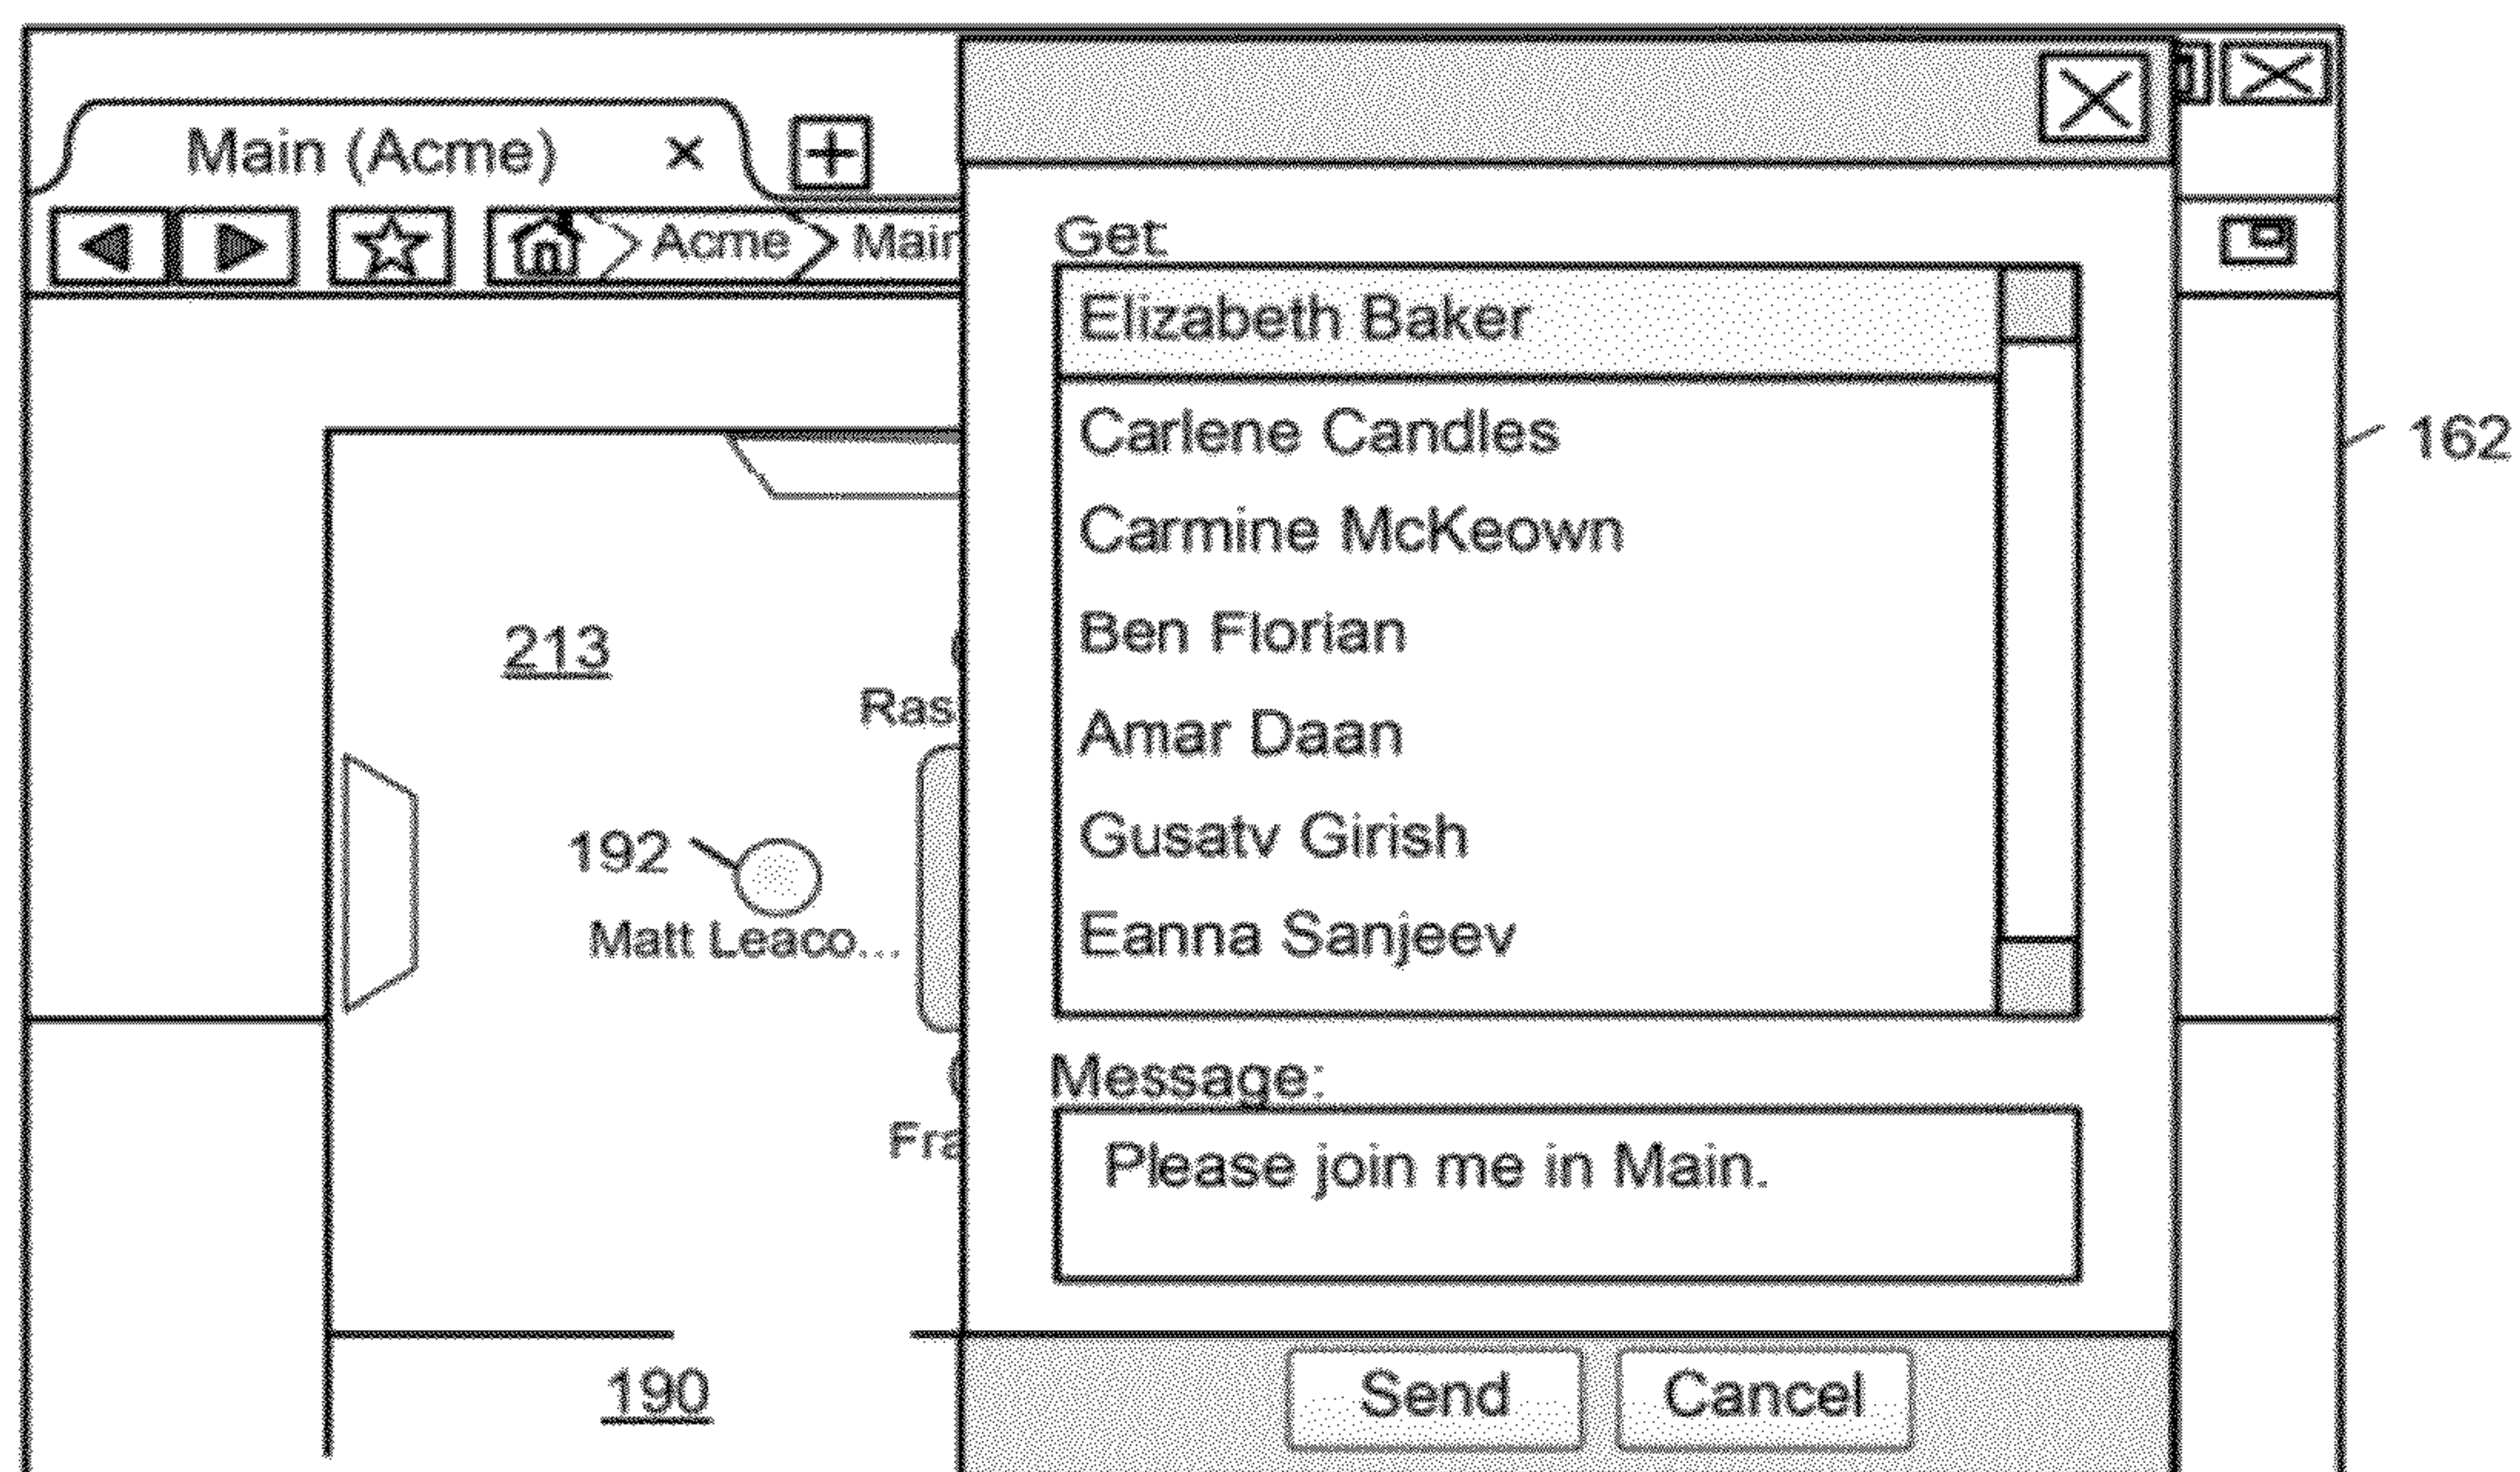 Main (Acme) ×
Acme Main
Get:
Elizabeth Baker
Carlene Candles
Carmine McKeown
Ben Florian
Amar Daan
Gusatv Girish
Eanna Sanjeev
162
213
Ras
192
Matt Leaco...
Fra
190
Message:
Please join me in Main.
Send Cancel